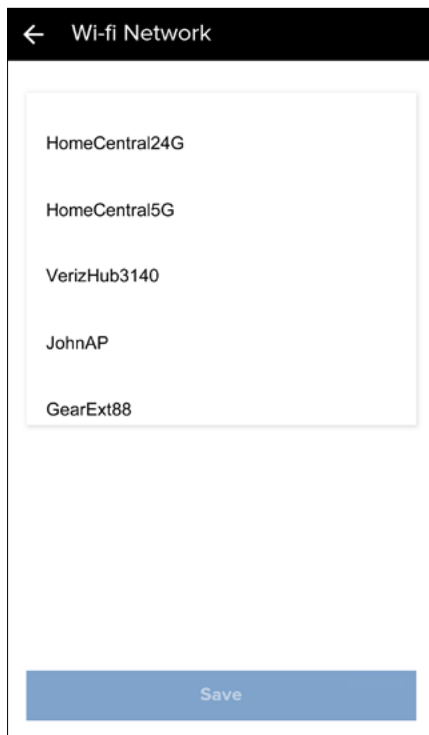 Wi-fi Network
HomeCentral24G
HomeCentral5G
VerizHub3140
JohnAP
GearExt88
Save